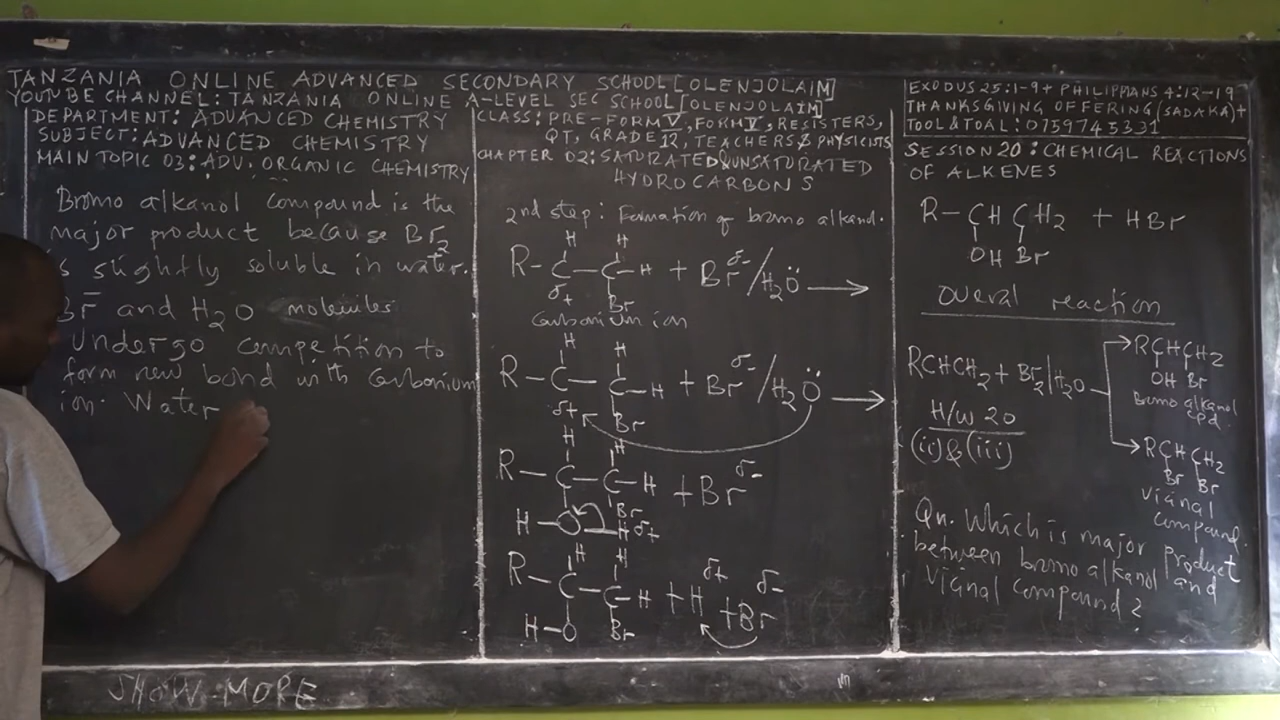 TANZANIA ONLINE ADVANCED SECONDARY SCHOOL [OLENJOLAIM]
YOUTUBE CHANNEL: TANZANIA ONLINE A-LEVEL SEC SCHOOL [OLENJOLAIM]
DEPARTMENT: ADVANCED CHEMISTRY
SUBJECT: ADVANCED CHEMISTRY
MAIN TOPIC 03: ADV. ORGANIC CHEMISTRY
Bromo alkanol compound is the
major product because Br2
is slightly soluble in water.
Br⁻ and H2O molecules
Undergo competition to
form new bond with Carbonium
ion. Water
SHOW MORE
CLASS: PRE-FORM V, FORM V, RESISTERS,
QT, GRADE 12, TEACHERS & PHYSICISTS
CHAPTER 02: SATURATED & UNSATURATED
HYDROCARBONS
2nd step: Formation of bromo alkanol.
H H
R-C-C-H + Br δ- /H2Ö →
δ+ Br
Carbonium ion
H H
R-C-C-H + Br δ- /H2Ö →
δ+ Br
H H
R-C-C-H + Br δ-
Br
H-O-H δ+
H H
R-C-C-H + H δ+ + Br δ-
H-O Br
EXODUS 25:1-9 + PHILIPPIANS 4:12-19
THANKSGIVING OFFERING (SADAKA) +
TOOL & TOAL: 0759745331
SESSION 20: CHEMICAL REACTIONS
OF ALKENES
R-CH CH2 + HBr
OH Br
Overal reaction
RCHCH2 + Br2/H2O
RCHCH2
OH Br
Bromo alkanol
cpd.
H/W 20
(ii) & (iii)
RCHCH2
Br Br
Vicinal
compound.
Qn. Which is major product
between bromo alkanol and
Vicinal compound?